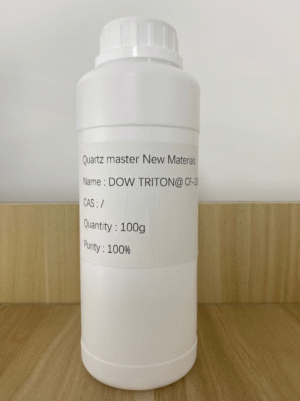 Quartz master New Materials
Name : DOW TRITON@
CAS : /
Quantity : 100g
Purity : 100%